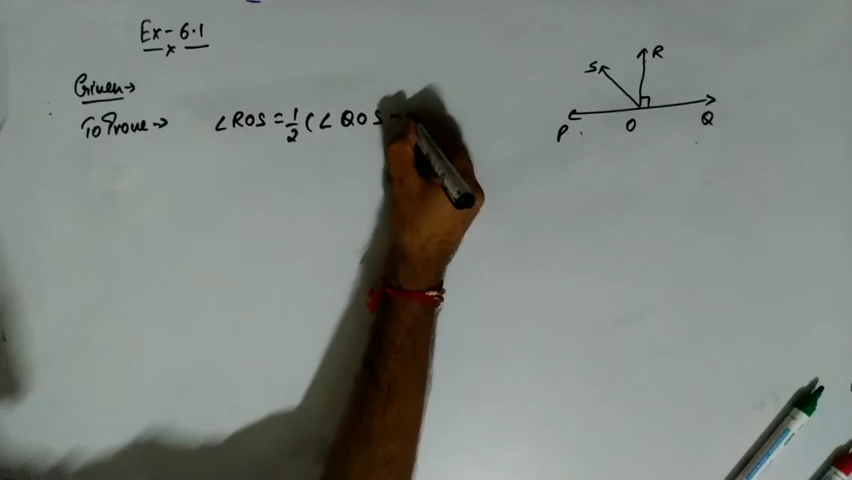 Ex- 6.1
x
Given→
To Prove→ ∠ROS = 1/2 (∠QOS -
R
S
P O Q